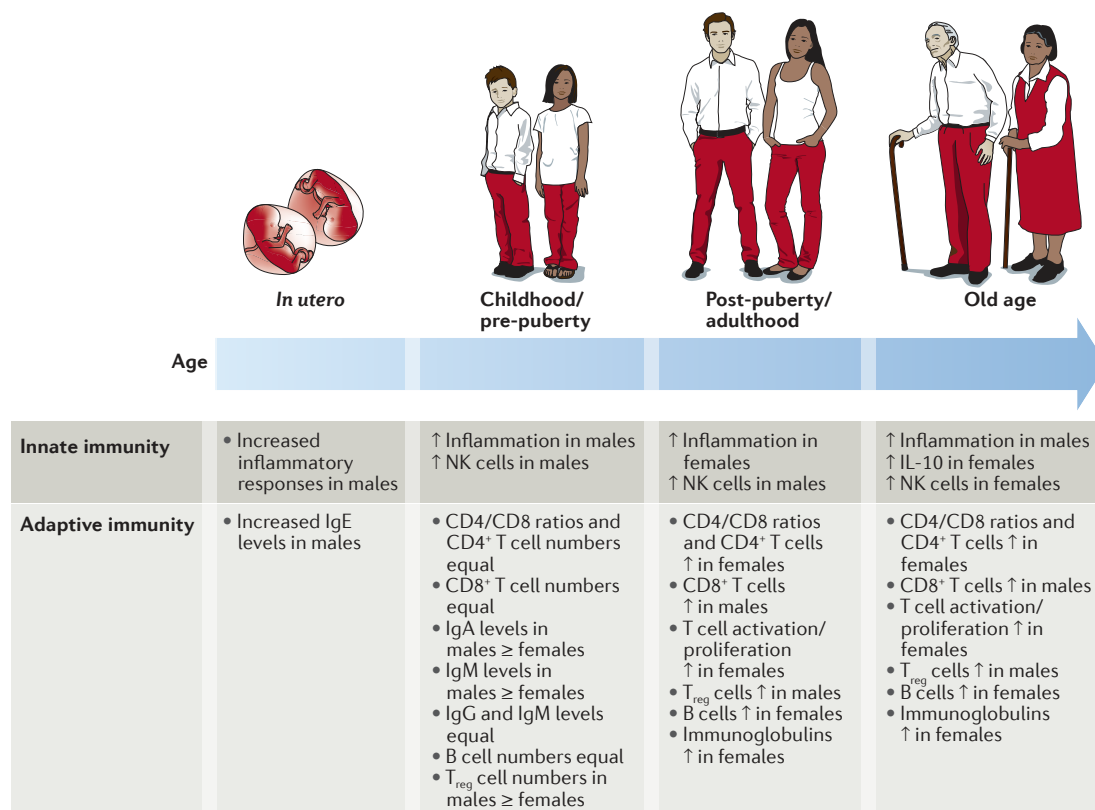 In utero
Childhood/
pre-puberty
Post-puberty/
adulthood
Old age
Age
Innate immunity
• Increased
inflammatory
responses in males
↑ Inflammation in males
↑ NK cells in males
↑ Inflammation in
females
↑ NK cells in males
↑ Inflammation in males
↑ IL-10 in females
↑ NK cells in females
Adaptive immunity
• Increased IgE
levels in males
• CD4/CD8 ratios and
CD4⁺ T cell numbers
equal
• CD8⁺ T cell numbers
equal
• IgA levels in
males ≥ females
• IgM levels in
males ≥ females
• IgG and IgM levels
equal
• B cell numbers equal
• Treg cell numbers in
males ≥ females
• CD4/CD8 ratios
and CD4⁺ T cells
↑ in females
• CD8⁺ T cells
↑ in males
• T cell activation/
proliferation
↑ in females
• Treg cells ↑ in males
• B cells ↑ in females
• Immunoglobulins
↑ in females
• CD4/CD8 ratios and
CD4⁺ T cells ↑ in
females
• CD8⁺ T cells ↑ in males
• T cell activation/
proliferation ↑ in
females
• Treg cells ↑ in males
• B cells ↑ in females
• Immunoglobulins
↑ in females